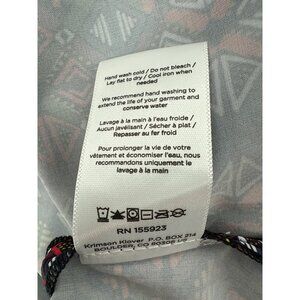 Hand wash cold / Do not bleach /
Lay flat to dry / Cool iron when
needed
We recommend hand washing to
extend the life of your garment and
conserve water
Lavage à la main à l'eau froide /
Aucun javélisant / Sécher à plat /
Repasser au fer froid
Pour prolonger la vie de votre
vêtement et économiser l'eau, nous
recommandons uniquement le
lavage à la main
RN 155923
Krimson Klover P.O. BOX 214
BOULDER, CO 80306 US